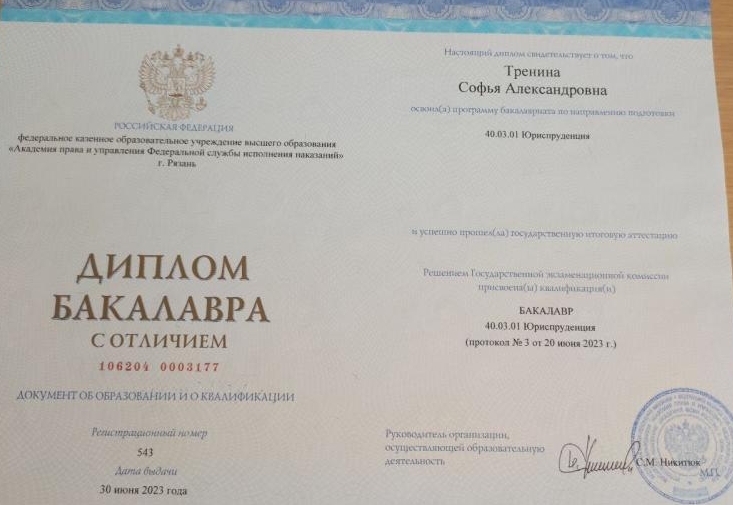 РОССИЙСКАЯ ФЕДЕРАЦИЯ
федеральное казенное образовательное учреждение высшего образования
«Академия права и управления Федеральной службы исполнения наказаний»
г. Рязань
ДИПЛОМ
БАКАЛАВРА
С ОТЛИЧИЕМ
106204 0003177
ДОКУМЕНТ ОБ ОБРАЗОВАНИИ И О КВАЛИФИКАЦИИ
Регистрационный номер
543
Дата выдачи
30 июня 2023 года
Настоящий диплом свидетельствует о том, что
Тренина
Софья Александровна
освоил(а) программу бакалавриата по направлению подготовки
40.03.01 Юриспруденция
и успешно прошел(ла) государственную итоговую аттестацию
Решением Государственной экзаменационной комиссии
присвоена(ы) квалификация(и)
БАКАЛАВР
40.03.01 Юриспруденция
(протокол № 3 от 20 июня 2023 г.)
Руководитель организации,
осуществляющей образовательную
деятельность
С.М. Никитюк
М.П.